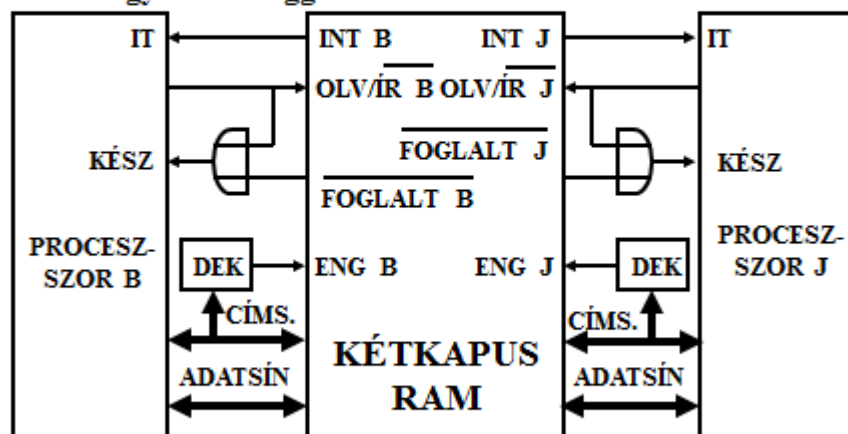 IT INT B INT J IT
OLV/ÍR B OLV/ÍR J
FOGLALT J
KÉSZ KÉSZ
FOGLALT B
PROCESZ-
SZOR B
DEK ENG B ENG J DEK
PROCESZ-
SZOR J
CÍMS. CÍMS.
KÉTKAPUS
RAM
ADATSÍN ADATSÍN